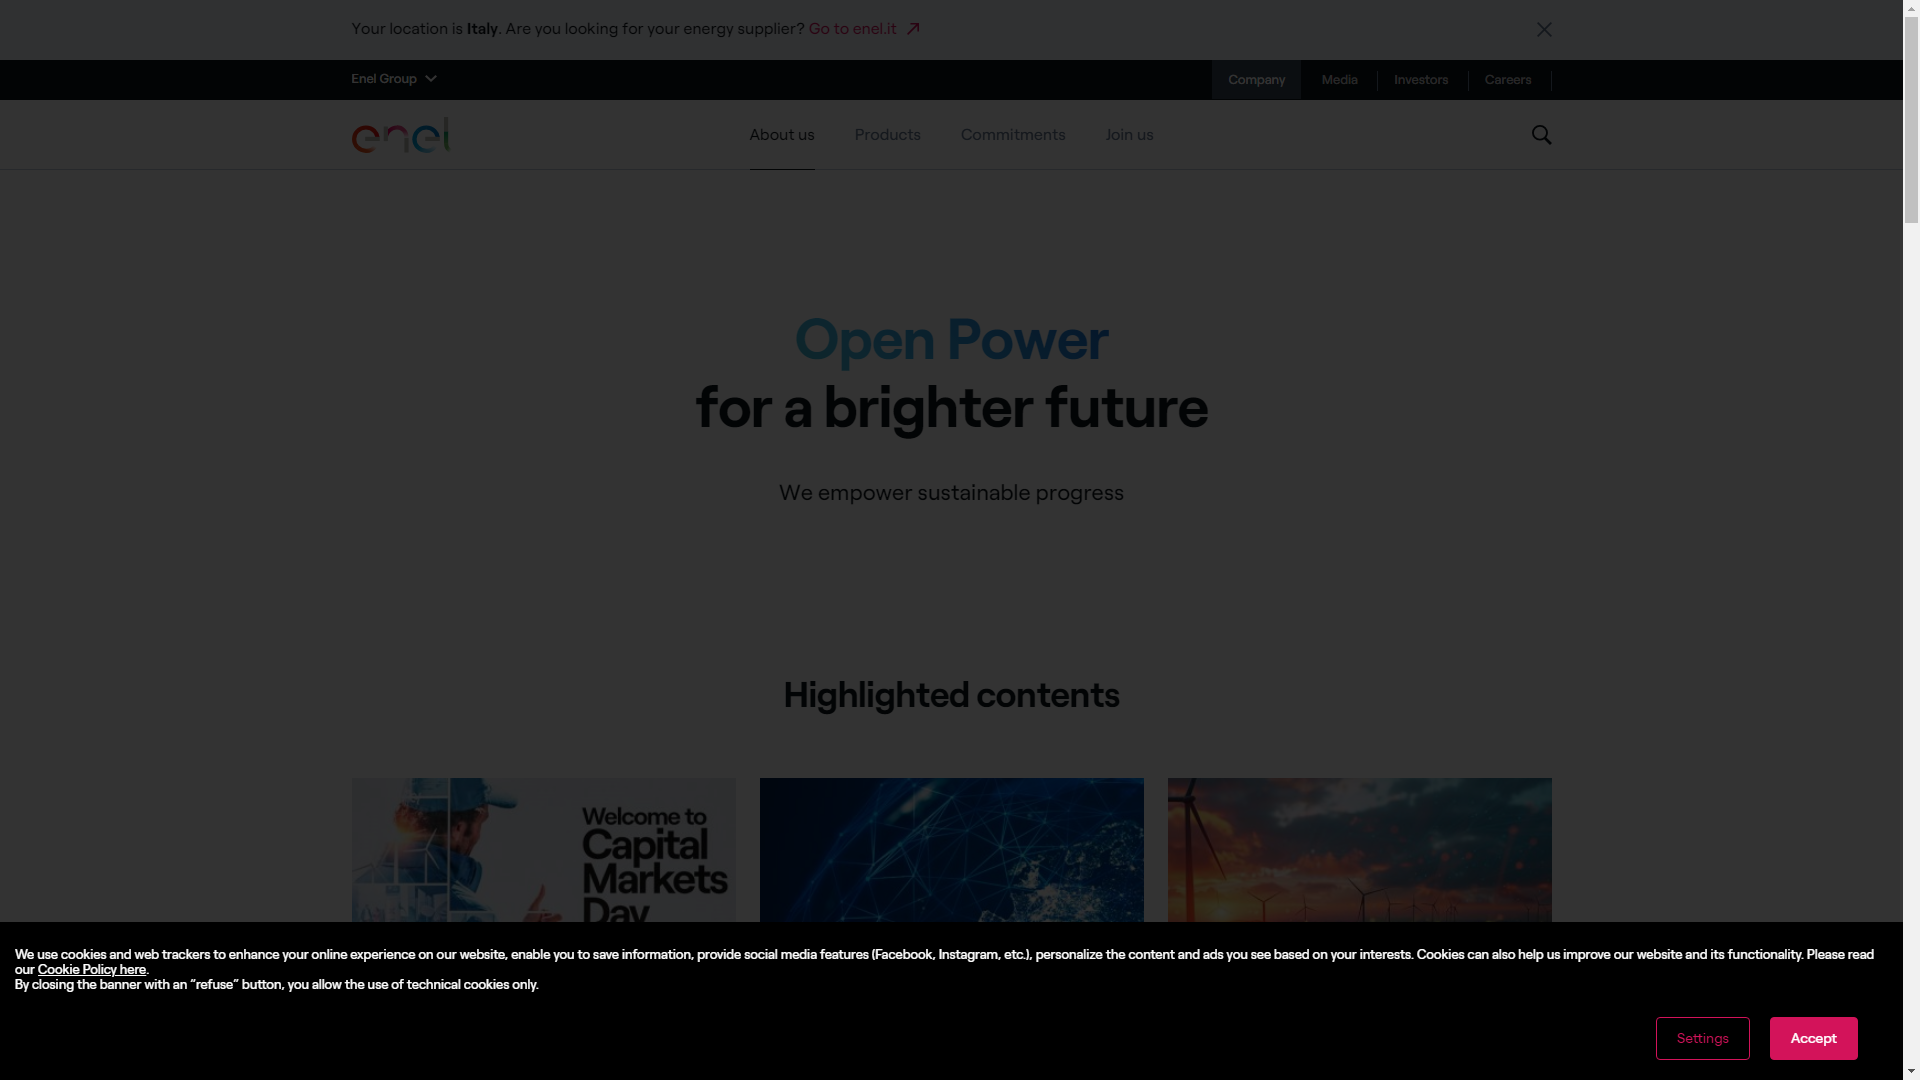 Your location is Italy. Are you looking for your energy supplier? Go to enel.it
Enel Group
Company
Media
Investors
Careers
enel
About us
Products
Commitments
Join us
Open Power
for a brighter future
We empower sustainable progress
Highlighted contents
Welcome to
Capital
Markets
Day
We use cookies and web trackers to enhance your online experience on our website, enable you to save information, provide social media features (Facebook, Instagram, etc.), personalize the content and ads you see based on your interests. Cookies can also help us improve our website and its functionality. Please read
our Cookie Policy here.
By closing the banner with an “refuse” button, you allow the use of technical cookies only.
Settings
Accept